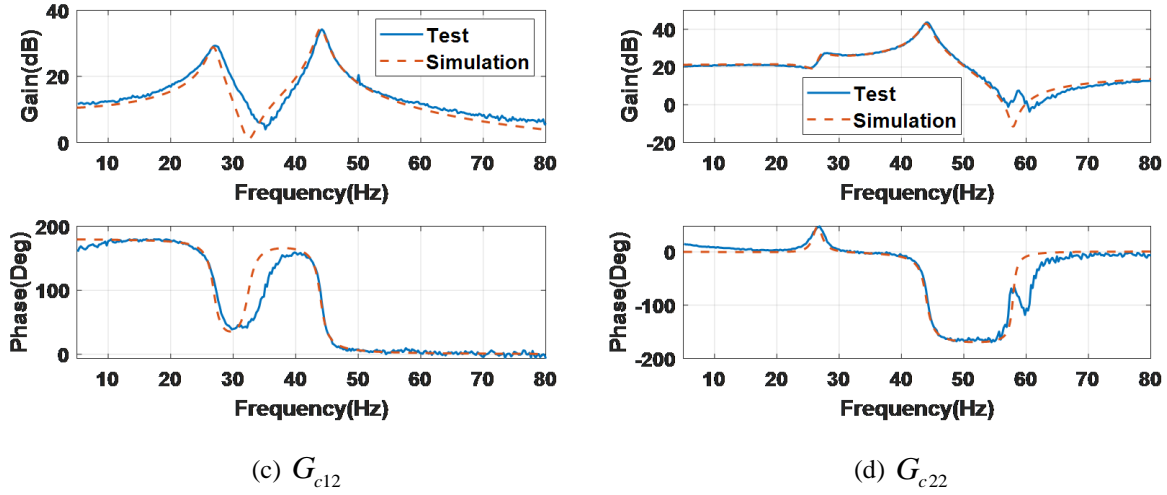 40
20
0
Gain(dB)
Test
Simulation
10 20 30 40 50 60 70 80
Frequency(Hz)
200
100
0
Phase(Deg)
10 20 30 40 50 60 70 80
Frequency(Hz)
(c) Gc12
40
20
0
-20
Gain(dB)
Test
Simulation
10 20 30 40 50 60 70 80
Frequency(Hz)
0
-100
-200
Phase(Deg)
10 20 30 40 50 60 70 80
Frequency(Hz)
(d) Gc22